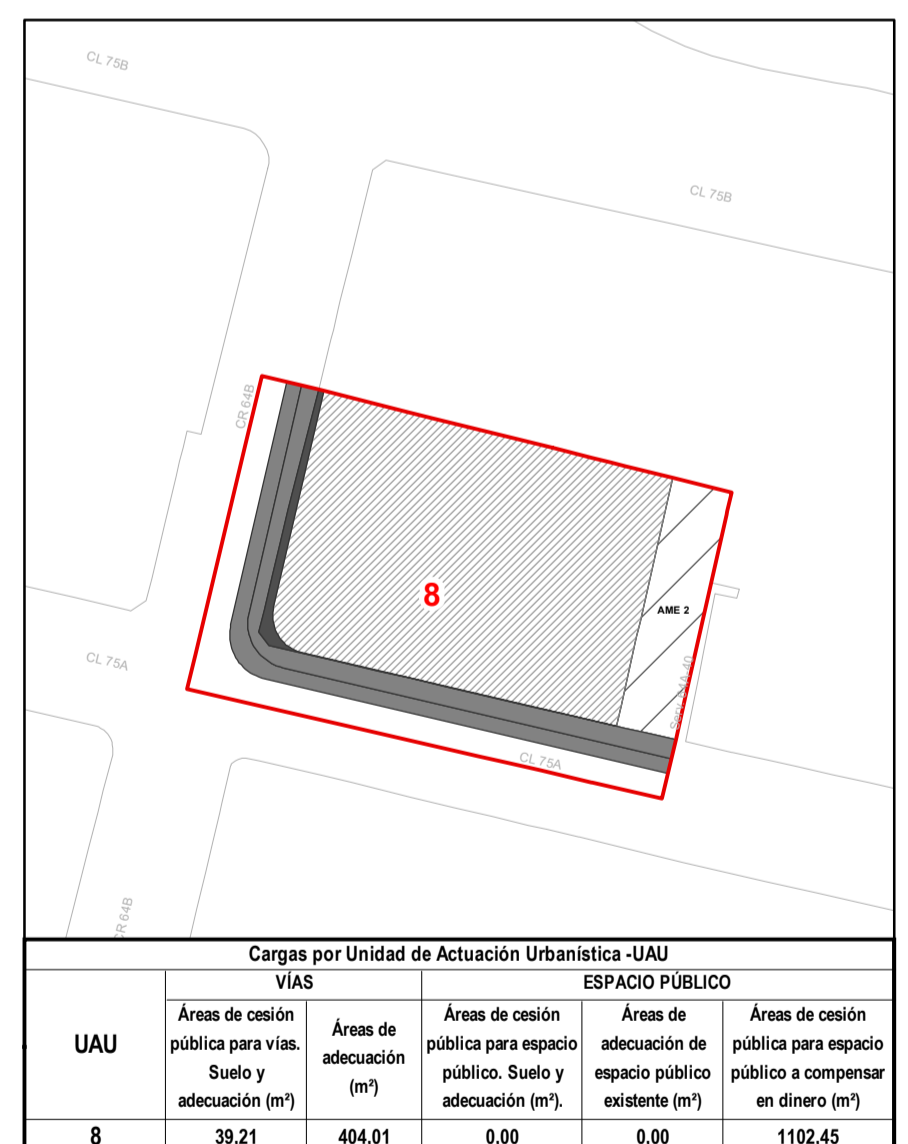 CL 75B
CL 75B
CR 64B
8
AME 2
CL 75A
Serv. 64A-40
CL 75A
CR 64B
Cargas por Unidad de Actuación Urbanística -UAU
UAU
VÍAS
ESPACIO PÚBLICO
Áreas de cesión
pública para vías.
Suelo y
adecuación (m²)
Áreas de
adecuación
(m²)
Áreas de cesión
pública para espacio
público. Suelo y
adecuación (m²).
Áreas de
adecuación de
espacio público
existente (m²)
Áreas de cesión
pública para espacio
público a compensar
en dinero (m²)
8 39.21 404.01 0.00 0.00 1102.45